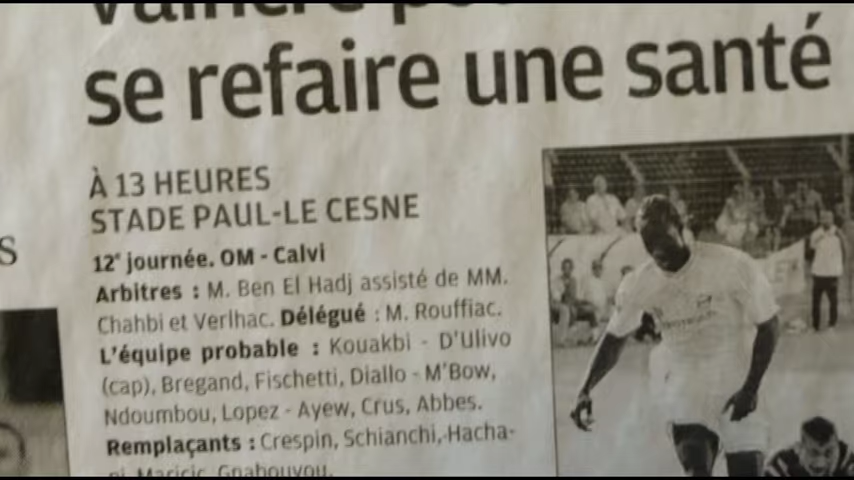 se refaire une santé
À 13 HEURES
STADE PAUL-LE CESNE
12e journée. OM - Calvi
Arbitres : M. Ben El Hadj assisté de MM.
Chahbi et Verlhac. Délégué : M. Rouffiac.
L'équipe probable : Kouakbi - D'Ulivo
(cap), Bregand, Fischetti, Diallo - M'Bow,
Ndoumbou, Lopez - Ayew, Crus, Abbes.
Remplaçants : Crespin, Schianchi, Hacha-
Maricic, Gnahouyou.
S